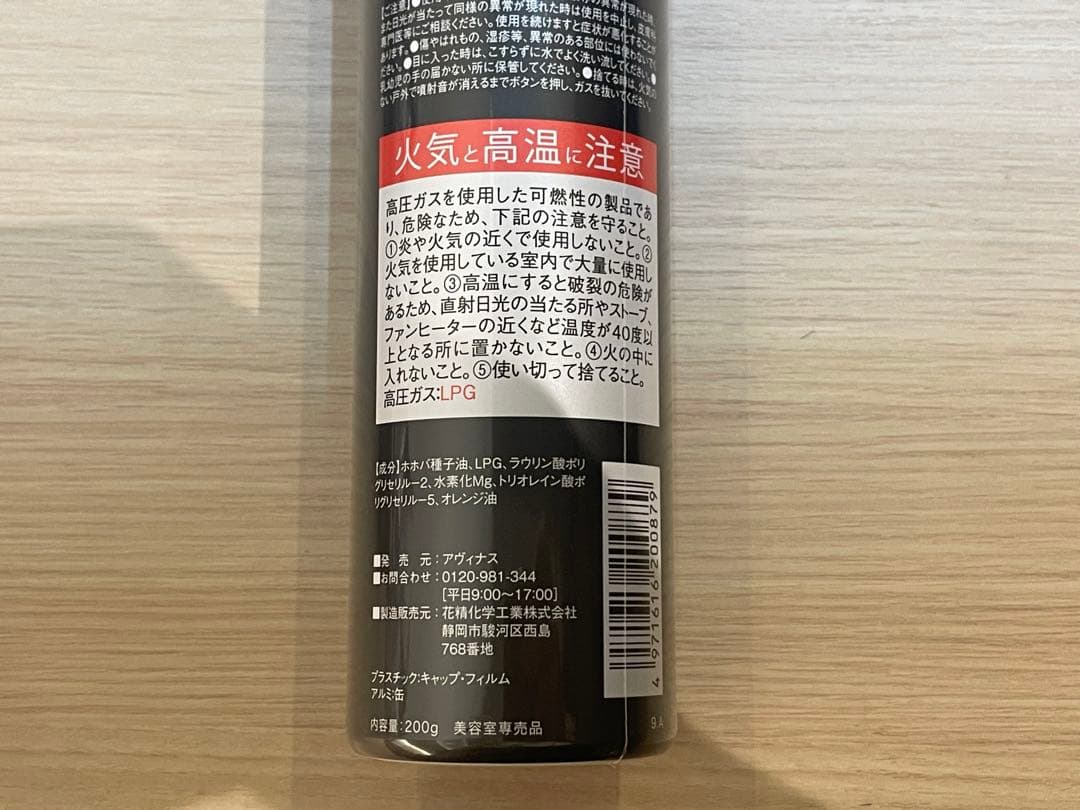 【ご注意】●使用
また日光が当たって同様の異常が現れた時は使用を中止し、皮膚科
専門医等にご相談ください。使用を続けますと症状が悪化することが
あります。●傷やはれもの、湿疹等、異常のある部位には使わないでく
ださい。●目に入った時は、こすらずに水でよく洗い流してください。●
乳幼児の手の届かない所に保管してください。●捨てる時は、火気の
ない戸外で噴射音が消えるまでボタンを押し、ガスを抜いてください。
火気と高温に注意
高圧ガスを使用した可燃性の製品であ
り、危険なため、下記の注意を守ること。
①炎や火気の近くで使用しないこと。②
火気を使用している室内で大量に使用し
ないこと。③高温にすると破裂の危険が
あるため、直射日光の当たる所やストーブ、
ファンヒーターの近くなど温度が40度以
上となる所に置かないこと。④火の中に
入れないこと。⑤使い切って捨てること。
高圧ガス:LPG
【成分】ホホバ種子油、LPG、ラウリン酸ポリ
グリセリル－2、水素化Mg、トリオレイン酸ポ
リグリセリル－5、オレンジ油
■発　売　元：アヴィナス
■お問合わせ：0120-981-344
[平日9:00〜17:00]
■製造販売元：花精化学工業株式会社
静岡市駿河区西島
768番地
プラスチック:キャップ・フィルム
アルミ:缶
内容量:200g　美容室専売品
4 971616 200879
9.A